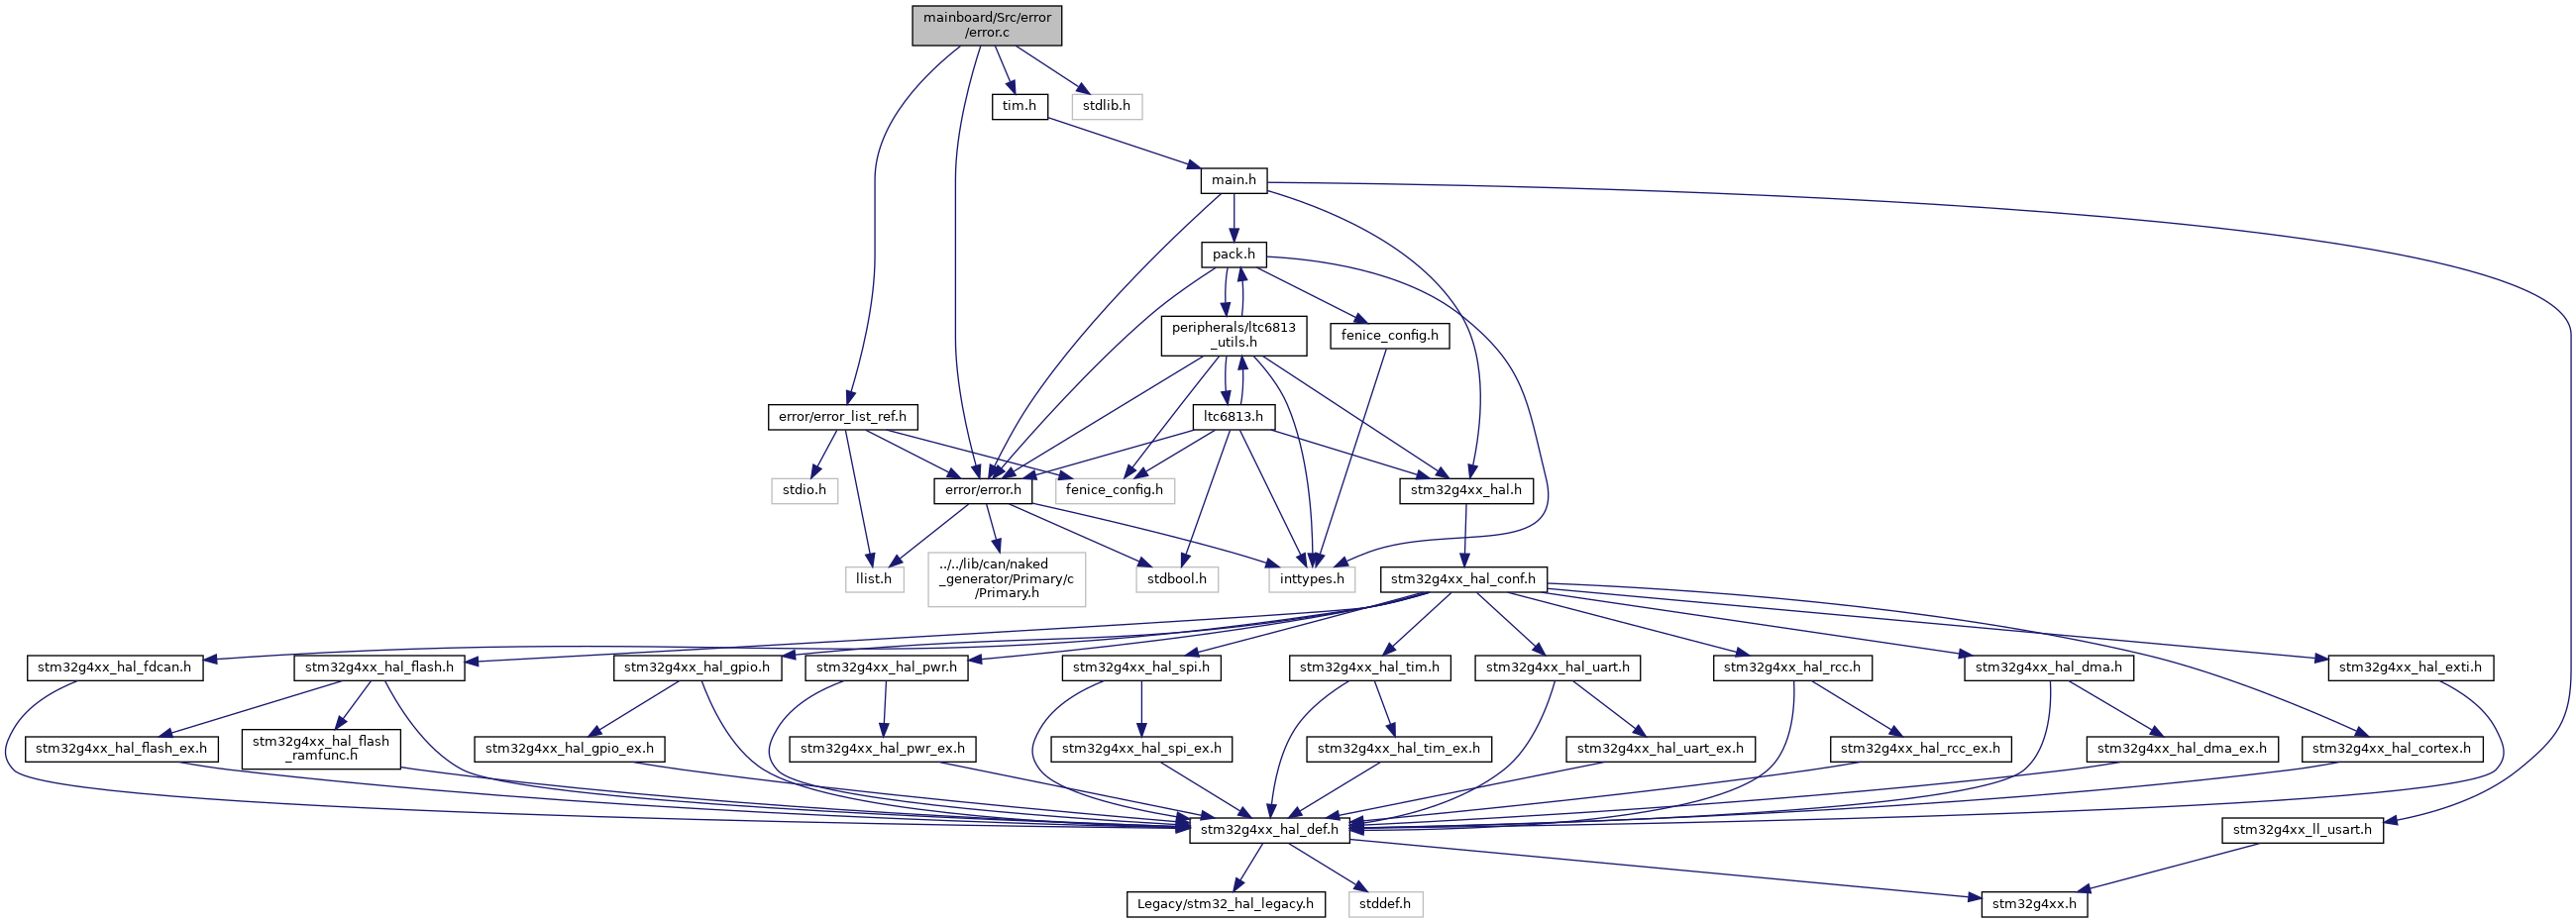 mainboard/Src/error
/error.c
tim.h
stdlib.h
main.h
pack.h
peripherals/ltc6813
_utils.h
fenice_config.h
error/error_list_ref.h
ltc6813.h
stdio.h
error/error.h
fenice_config.h
stm32g4xx_hal.h
llist.h
../../lib/can/naked
_generator/Primary/c
/Primary.h
stdbool.h
inttypes.h
stm32g4xx_hal_conf.h
stm32g4xx_hal_fdcan.h
stm32g4xx_hal_flash.h
stm32g4xx_hal_gpio.h
stm32g4xx_hal_pwr.h
stm32g4xx_hal_spi.h
stm32g4xx_hal_tim.h
stm32g4xx_hal_uart.h
stm32g4xx_hal_rcc.h
stm32g4xx_hal_dma.h
stm32g4xx_hal_exti.h
stm32g4xx_hal_flash_ex.h
stm32g4xx_hal_flash
_ramfunc.h
stm32g4xx_hal_gpio_ex.h
stm32g4xx_hal_pwr_ex.h
stm32g4xx_hal_spi_ex.h
stm32g4xx_hal_tim_ex.h
stm32g4xx_hal_uart_ex.h
stm32g4xx_hal_rcc_ex.h
stm32g4xx_hal_dma_ex.h
stm32g4xx_hal_cortex.h
stm32g4xx_hal_def.h
stm32g4xx_ll_usart.h
Legacy/stm32_hal_legacy.h
stddef.h
stm32g4xx.h